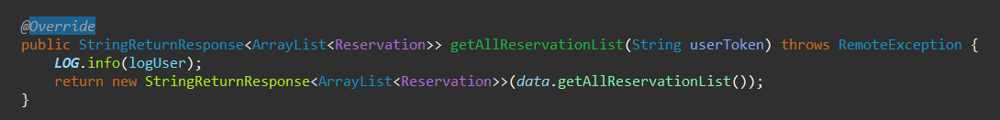 @Override
public StringReturnResponse<ArrayList<Reservation>> getAllReservationList(String userToken) throws RemoteException {
    LOG.info(logUser);
    return new StringReturnResponse<ArrayList<Reservation>>(data.getAllReservationList());
}